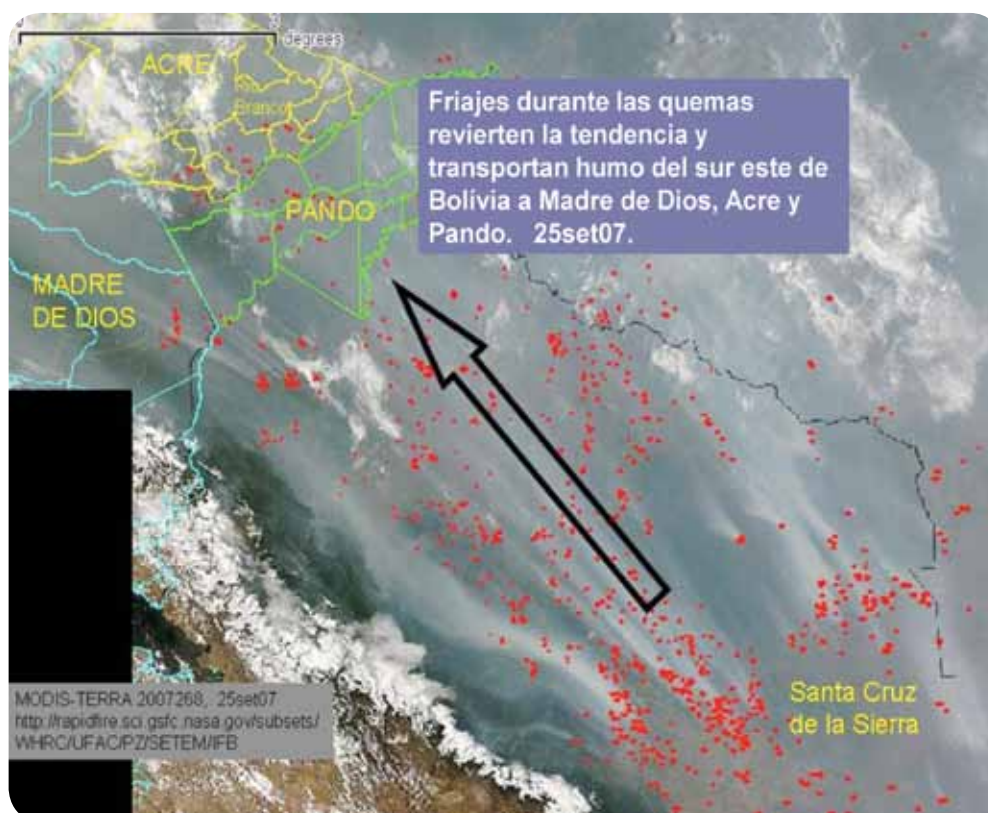 degrees
ACRE
Rio
Branco
Friajes durante las quemas
revierten la tendencia y
transportan humo del sur este de
Bolívia a Madre de Dios, Acre y
Pando. 25set07.
PANDO
MADRE
DE DIOS
Santa Cruz
de la Sierra
MODIS-TERRA 2007268, 25set07
http://rapidfire.sci.gsfc.nasa.gov/subsets/
WHRC/UFAC/PZ/SETEM/IFB